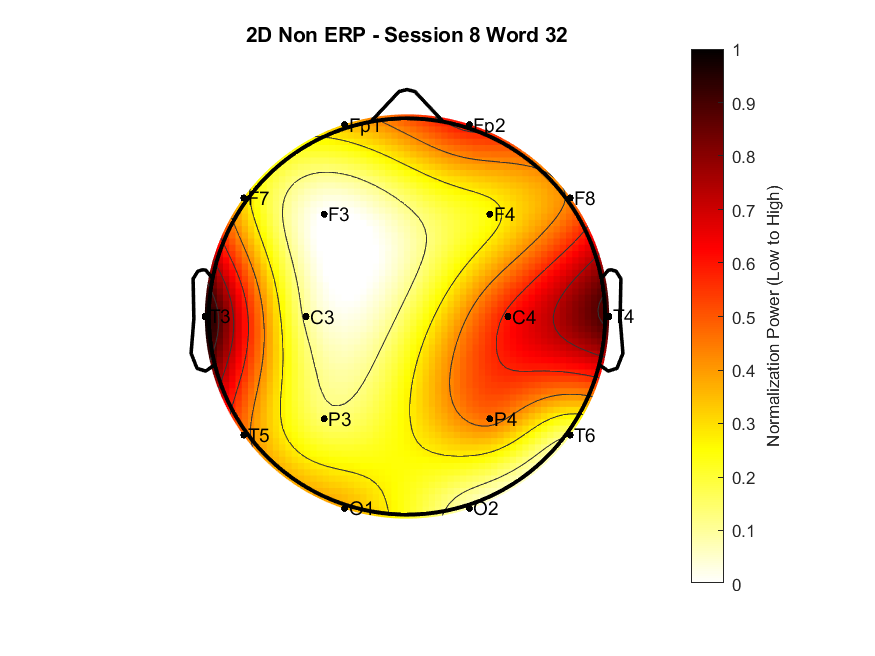 2D Non ERP - Session 8 Word 32
Fp1 Fp2
F7 F8
F3 F4
T3 C3 C4 T4
P3 P4
T5 T6
O1 O2
1
0.9
0.8
0.7
0.6
0.5
0.4
0.3
0.2
0.1
0
Normalization Power (Low to High)